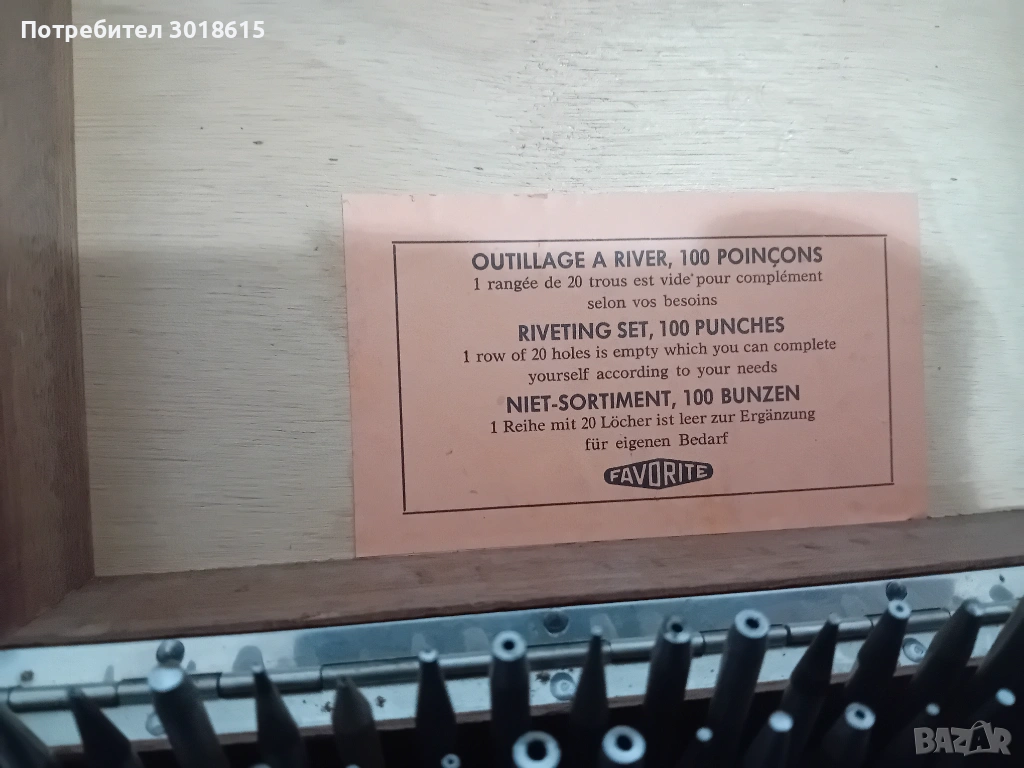 Потребител 3018615
OUTILLAGE A RIVER, 100 POINÇONS
1 rangée de 20 trous est vide pour complément
selon vos besoins
RIVETING SET, 100 PUNCHES
1 row of 20 holes is empty which you can complete
yourself according to your needs
NIET-SORTIMENT, 100 BUNZEN
1 Reihe mit 20 Löcher ist leer zur Ergänzung
für eigenen Bedarf
FAVORITE
BAZAR